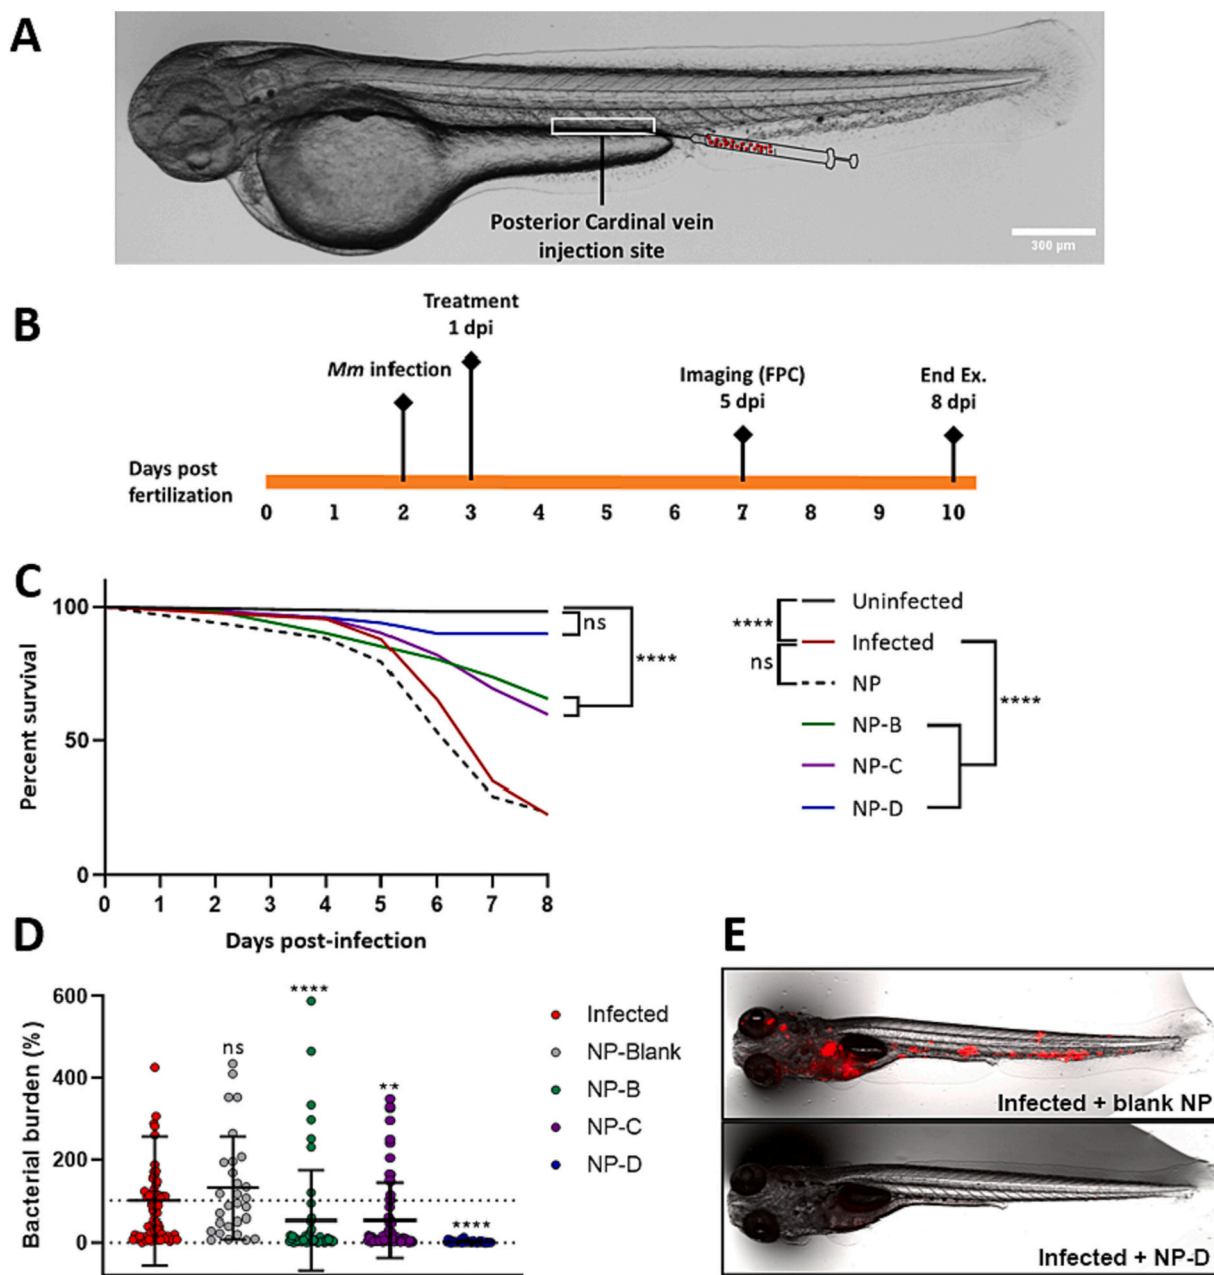 A
Posterior Cardinal vein
injection site
300 µm
B
Treatment
1 dpi
Mm infection
Imaging (FPC)
5 dpi
End Ex.
8 dpi
Days post
fertilization
0 1 2 3 4 5 6 7 8 9 10
C
Percent survival
100
50
0
0 1 2 3 4 5 6 7 8
Days post-infection
ns
****
****
ns
****
Uninfected
Infected
NP
NP-B
NP-C
NP-D
D
Bacterial burden (%)
600
400
200
0
ns
****
**
****
Infected
NP-Blank
NP-B
NP-C
NP-D
E
Infected + blank NP
Infected + NP-D